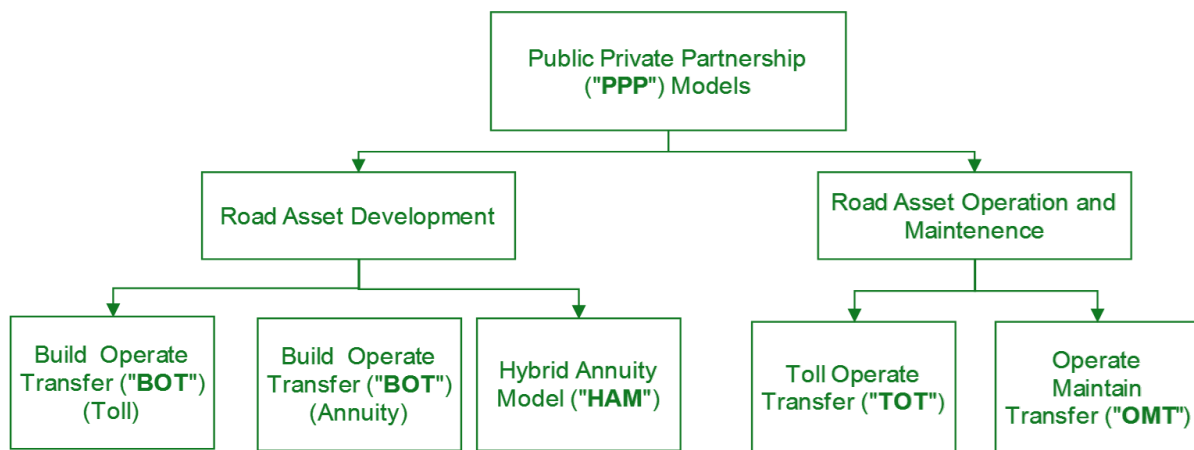 Public Private Partnership
("PPP") Models
Road Asset Development
Road Asset Operation and
Maintenence
Build Operate
Transfer ("BOT")
(Toll)
Build Operate
Transfer ("BOT")
(Annuity)
Hybrid Annuity
Model ("HAM")
Toll Operate
Transfer ("TOT")
Operate
Maintain
Transfer ("OMT")